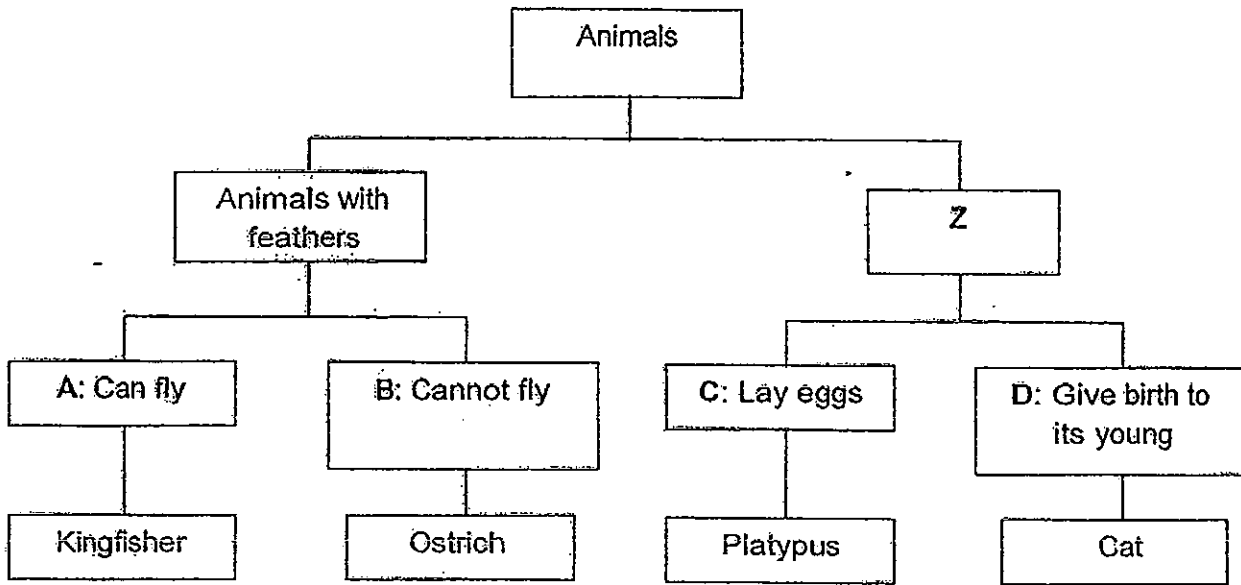 Animals
Animals with
feathers
Z
A: Can fly
B: Cannot fly
C: Lay eggs
D: Give birth to
its young
Kingfisher
Ostrich
Platypus
Cat